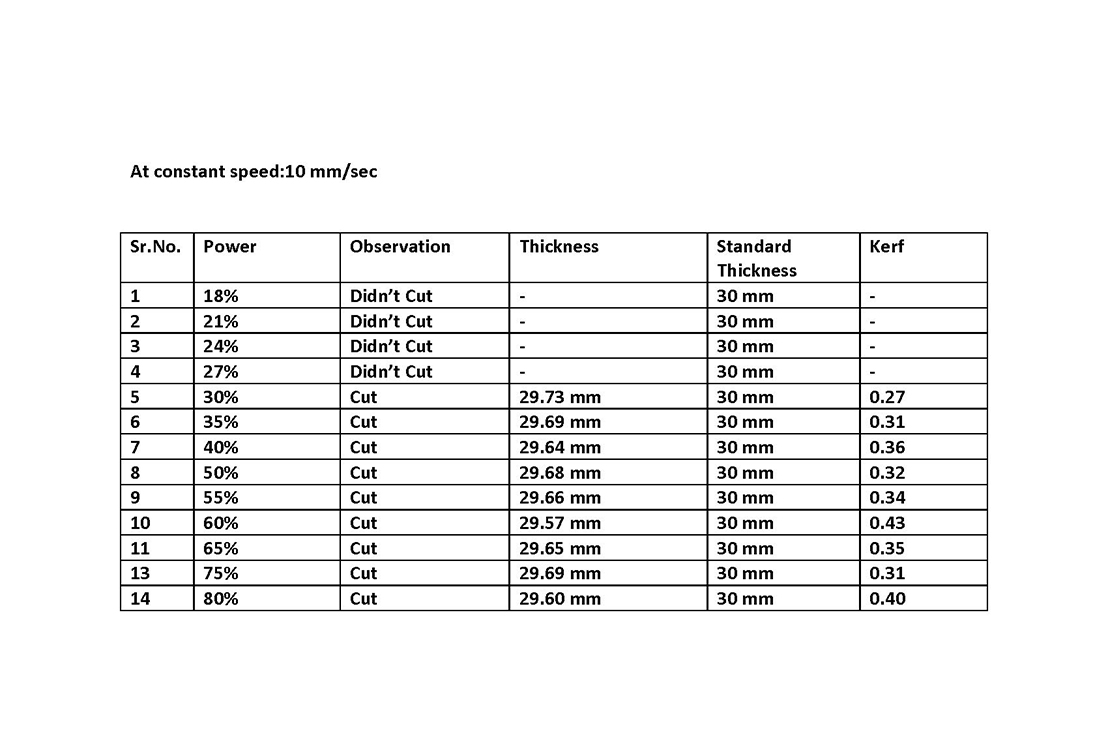 At constant speed:10 mm/sec
Sr.No. Power Observation Thickness Standard Thickness Kerf
1 18% Didn’t Cut - 30 mm -
2 21% Didn’t Cut - 30 mm -
3 24% Didn’t Cut - 30 mm -
4 27% Didn’t Cut - 30 mm -
5 30% Cut 29.73 mm 30 mm 0.27
6 35% Cut 29.69 mm 30 mm 0.31
7 40% Cut 29.64 mm 30 mm 0.36
8 50% Cut 29.68 mm 30 mm 0.32
9 55% Cut 29.66 mm 30 mm 0.34
10 60% Cut 29.57 mm 30 mm 0.43
11 65% Cut 29.65 mm 30 mm 0.35
13 75% Cut 29.69 mm 30 mm 0.31
14 80% Cut 29.60 mm 30 mm 0.40